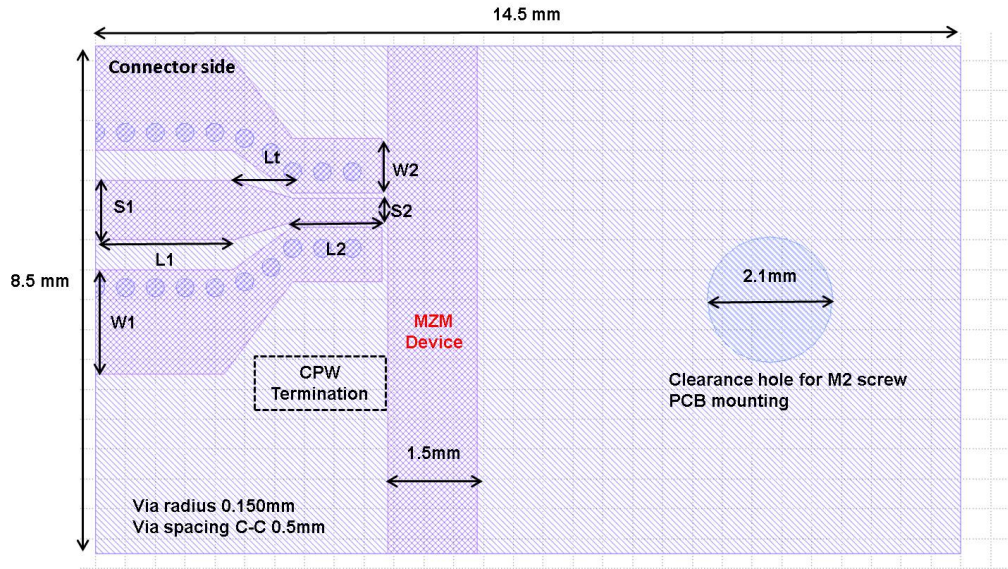 14.5 mm
Connector side
Lt
W2
S1
S2
L1
L2
8.5 mm
2.1mm
W1
MZM
Device
CPW
Termination
Clearance hole for M2 screw
PCB mounting
1.5mm
Via radius 0.150mm
Via spacing C-C 0.5mm